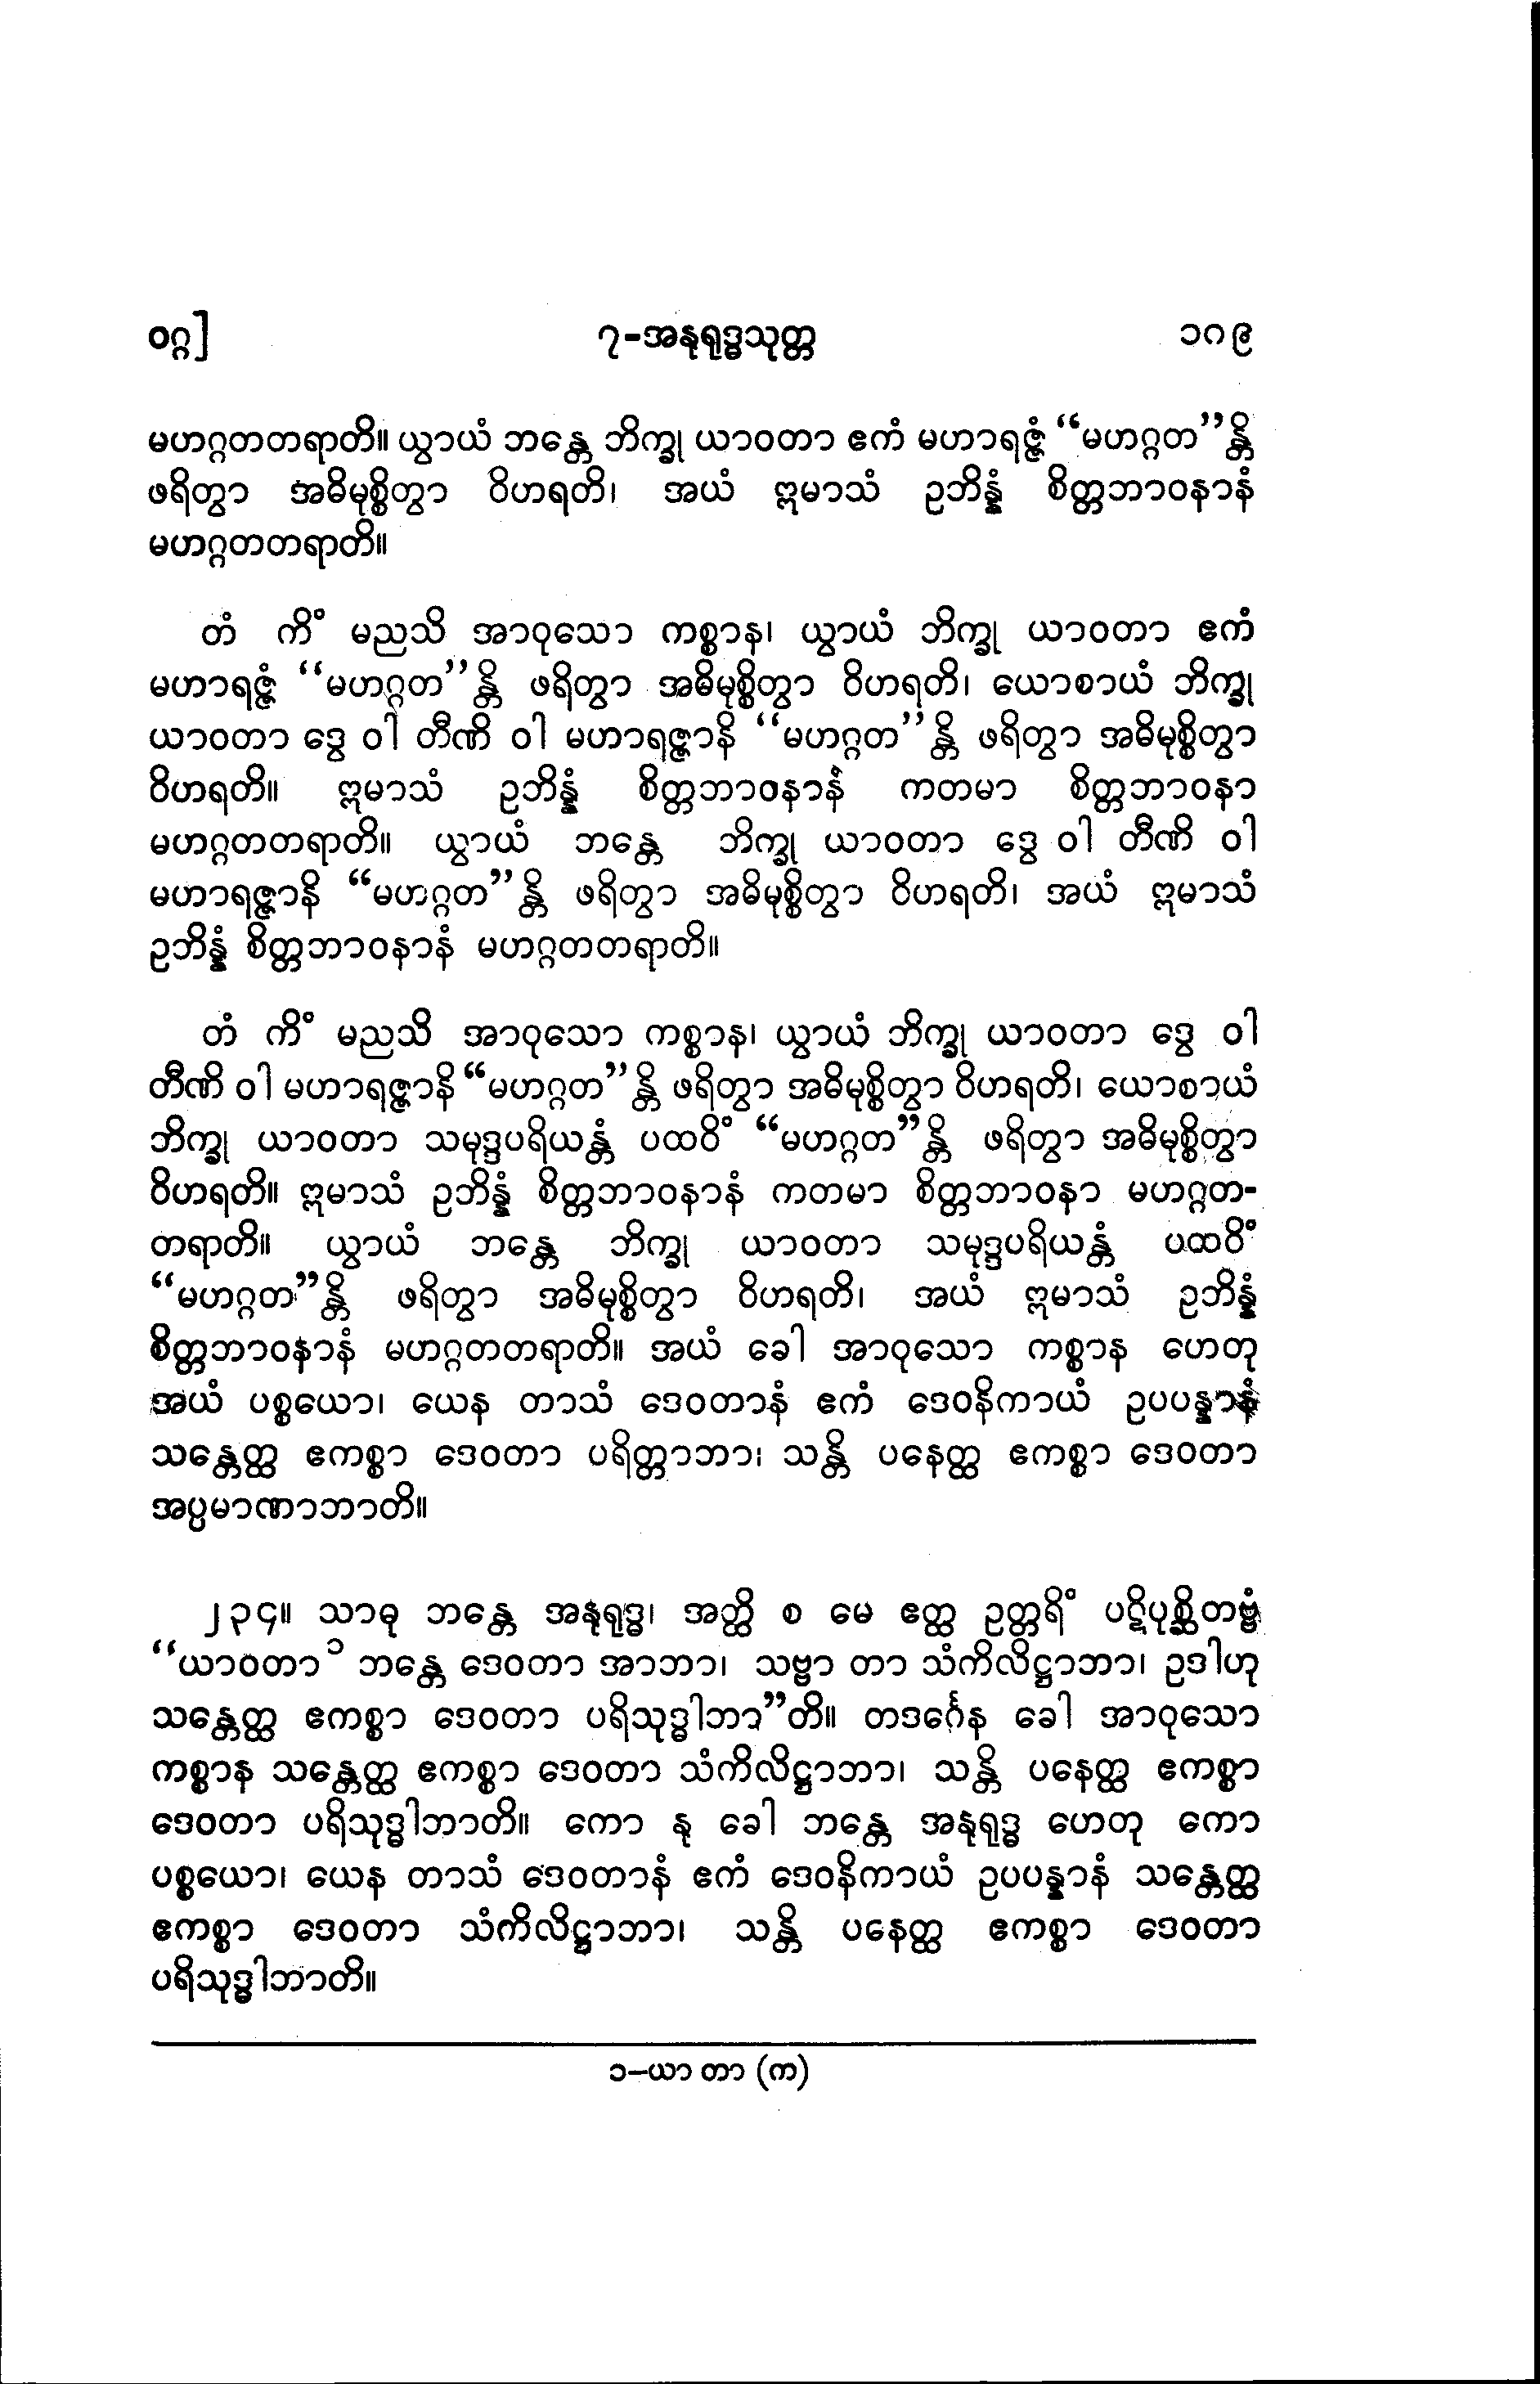 ဝဂ္ဂ]
၇-အနုရုဒ္ဓသုတ္တ
၁၈၉
မဟဂ္ဂတတရာတိ။ ယွာယံ ဘန္တေ ဘိက္ခု ယာဝတာ ဧကံ မဟာရဇ္ဇံ “မဟဂ္ဂတ”န္တိ
ဖရိတွာ အဓိမုစ္စိတွာ ဝိဟရတိ၊ အယံ ဣမာသံ ဥဘိန္နံ စိတ္တဘာဝနာနံ
မဟဂ္ဂတတရာတိ။
တံ ကိံ မညသိ အာဝုသော ကစ္စာန၊ ယွာယံ ဘိက္ခု ယာဝတာ ဧကံ
မဟာရဇ္ဇံ “မဟဂ္ဂတ”န္တိ ဖရိတွာ အဓိမုစ္စိတွာ ဝိဟရတိ၊ ယောစာယံ ဘိက္ခု
ယာဝတာ ဒွေ ဝါ တီဏိ ဝါ မဟာရဇ္ဇာနိ “မဟဂ္ဂတ”န္တိ ဖရိတွာ အဓိမုစ္စိတွာ
ဝိဟရတိ။ ဣမာသံ ဥဘိန္နံ စိတ္တဘာဝနာနံ ကတမာ စိတ္တဘာဝနာ
မဟဂ္ဂတတရာတိ။ ယွာယံ ဘန္တေ ဘိက္ခု ယာဝတာ ဒွေ ဝါ တီဏိ ဝါ
မဟာရဇ္ဇာနိ “မဟဂ္ဂတ”န္တိ ဖရိတွာ အဓိမုစ္စိတွာ ဝိဟရတိ၊ အယံ ဣမာသံ
ဥဘိန္နံ စိတ္တဘာဝနာနံ မဟဂ္ဂတတရာတိ။
တံ ကိံ မညသိ အာဝုသော ကစ္စာန၊ ယွာယံ ဘိက္ခု ယာဝတာ ဒွေ ဝါ
တီဏိ ဝါ မဟာရဇ္ဇာနိ “မဟဂ္ဂတ”န္တိ ဖရိတွာ အဓိမုစ္စိတွာ ဝိဟရတိ၊ ယောစာယံ
ဘိက္ခု ယာဝတာ သမုဒ္ဒပရိယန္တံ ပထဝိံ “မဟဂ္ဂတ”န္တိ ဖရိတွာ အဓိမုစ္စိတွာ
ဝိဟရတိ။ ဣမာသံ ဥဘိန္နံ စိတ္တဘာဝနာနံ ကတမာ စိတ္တဘာဝနာ မဟဂ္ဂတ-
တရာတိ။ ယွာယံ ဘန္တေ ဘိက္ခု ယာဝတာ သမုဒ္ဒပရိယန္တံ ပထဝိံ
“မဟဂ္ဂတ”န္တိ ဖရိတွာ အဓိမုစ္စိတွာ ဝိဟရတိ၊ အယံ ဣမာသံ ဥဘိန္နံ
စိတ္တဘာဝနာနံ မဟဂ္ဂတတရာတိ။ အယံ ခေါ အာဝုသော ကစ္စာန ဟေတု
အယံ ပစ္စယော၊ ယေန တာသံ ဒေဝတာနံ ဧကံ ဒေဝနိကာယံ ဥပပန္နာနံ
သန္တေတ္ထ ဧကစ္စာ ဒေဝတာ ပရိတ္တာဘာ၊ သန္တိ ပနေတ္ထ ဧကစ္စာ ဒေဝတာ
အပ္ပမာဏာဘာတိ။
၂၃၄။ သာဓု ဘန္တေ အနုရုဒ္ဓ၊ အတ္ထိ စ မေ ဧတ္ထ ဥတ္တရိံ ပဋိပုစ္ဆိတဗ္ဗံ
“ယာဝတာ၁ ဘန္တေ ဒေဝတာ အာဘာ၊ သဗ္ဗာ တာ သံကိလိဋ္ဌာဘာ၊ ဥဒါဟု
သန္တေတ္ထ ဧကစ္စာ ဒေဝတာ ပရိသုဒ္ဓါဘာ”တိ။ တဒင်္ဂေန ခေါ အာဝုသော
ကစ္စာန သန္တေတ္ထ ဧကစ္စာ ဒေဝတာ သံကိလိဋ္ဌာဘာ၊ သန္တိ ပနေတ္ထ ဧကစ္စာ
ဒေဝတာ ပရိသုဒ္ဓါဘာတိ။ ကော နု ခေါ ဘန္တေ အနုရုဒ္ဓ ဟေတု ကော
ပစ္စယော၊ ယေန တာသံ ဒေဝတာနံ ဧကံ ဒေဝနိကာယံ ဥပပန္နာနံ သန္တေတ္ထ
ဧကစ္စာ ဒေဝတာ သံကိလိဋ္ဌာဘာ၊ သန္တိ ပနေတ္ထ ဧကစ္စာ ဒေဝတာ
ပရိသုဒ္ဓါဘာတိ။
၁–ယာ တာ (က)